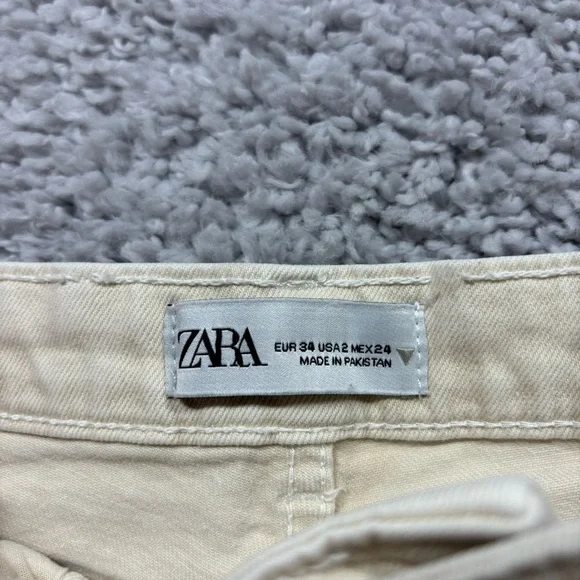 ZARA
EUR 34 USA 2 MEX 24
MADE IN PAKISTAN